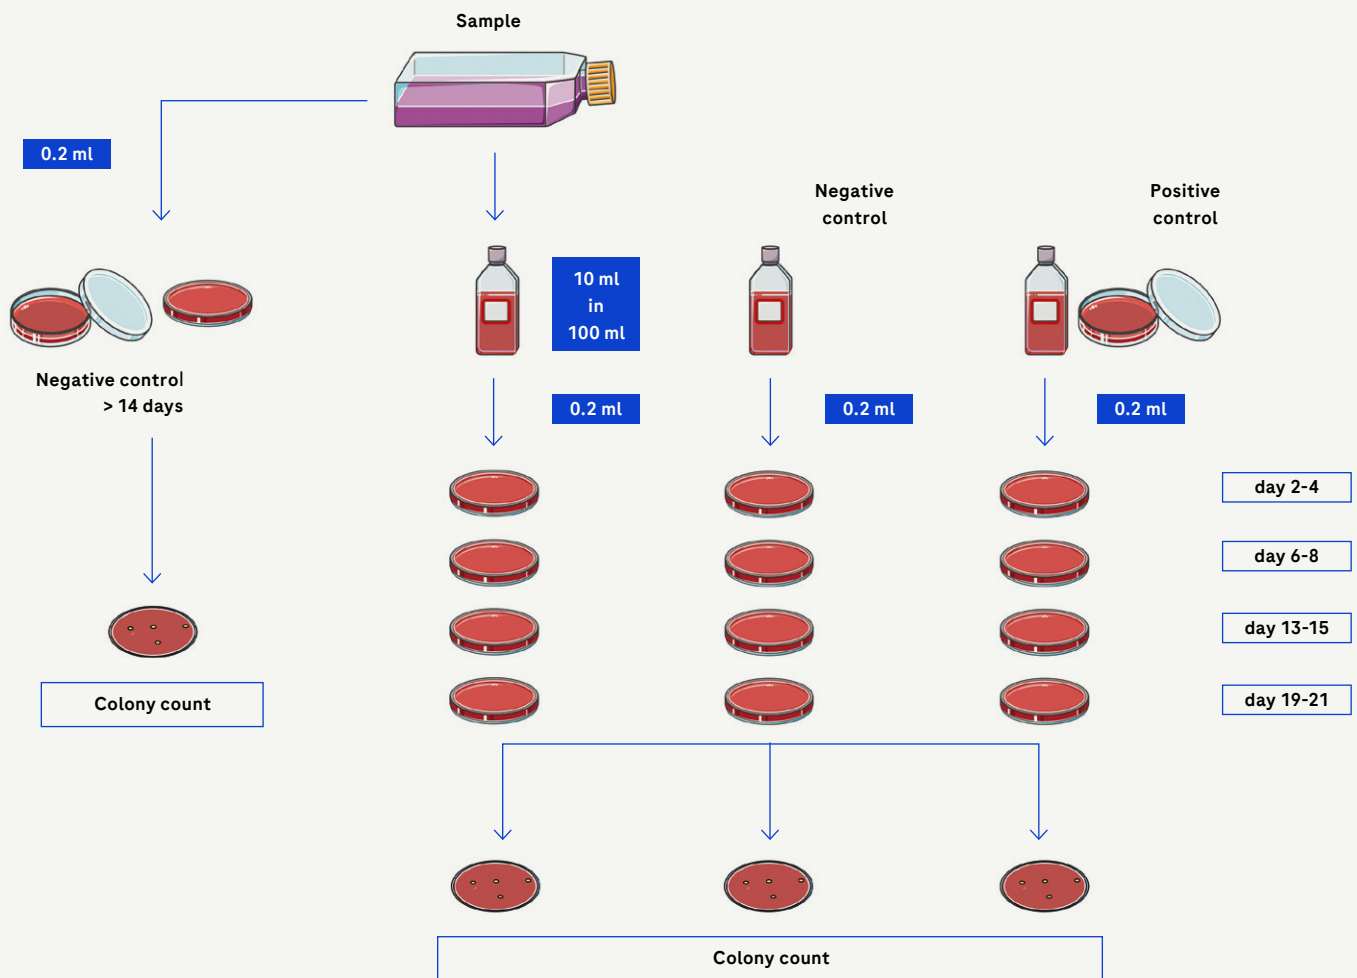 Sample
0.2 ml
Negative
control
Positive
control
10 ml
in
100 ml
Negative control
> 14 days
0.2 ml
0.2 ml
0.2 ml
day 2-4
day 6-8
day 13-15
day 19-21
Colony count
Colony count